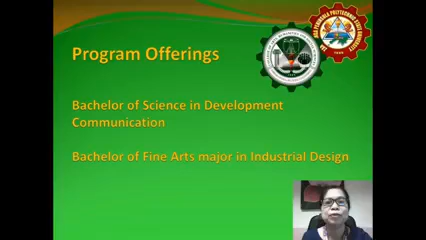 Program Offerings
Bachelor of Science in Development
Communication
Bachelor of Fine Arts major in Industrial Design